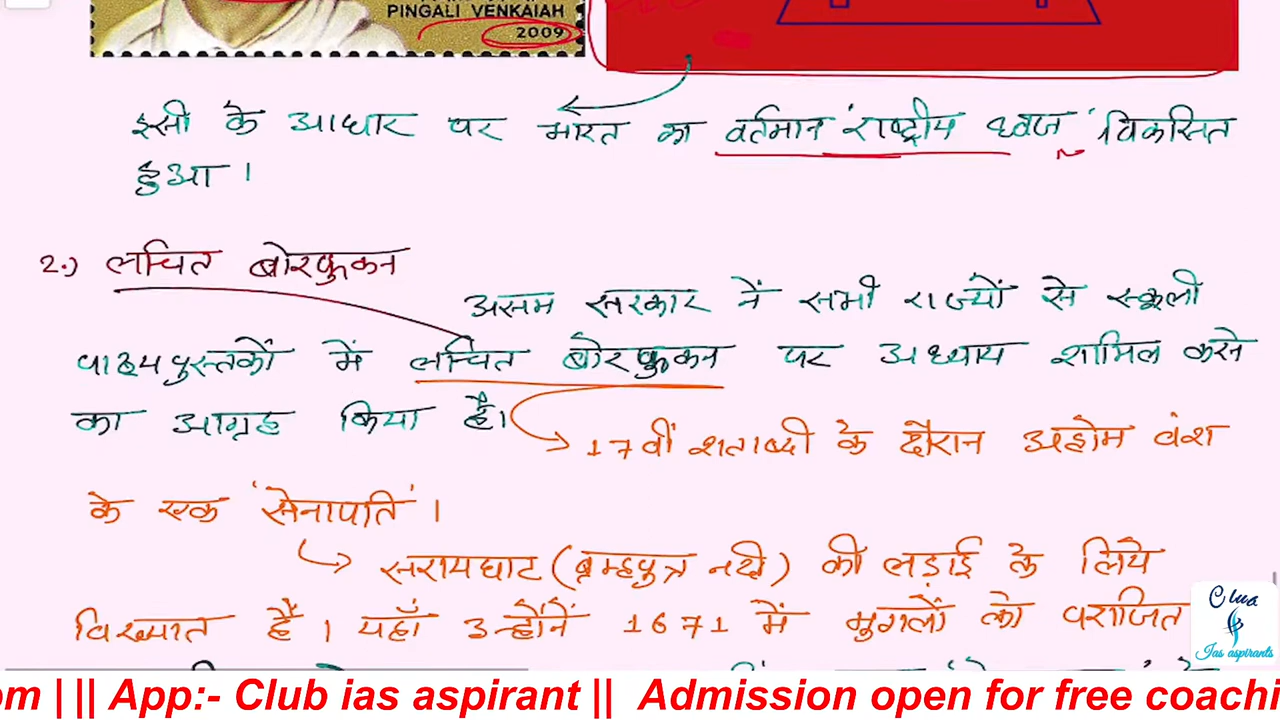 PINGALI VENKAIAH
2009
इसी के आधार पर भारत का वर्तमान राष्ट्रीय ध्वज विकसित
हुआ ।
2.) लचित बोरफुकन
असम सरकार नें सभी राज्यों से स्कूली
पाठ्यपुस्तकों में लचित बोरफुकन पर अध्याय शामिल करने
का आग्रह किया है।
17वीं शताब्दी के दौरान अहोम वंश
के एक 'सेनापति' ।
सरायघाट (ब्रम्हपुत्र नदी) की लड़ाई के लिये
विख्यात हैं । यहाँ उन्होंनें 1671 में मुगलों को पराजित
Club
Ias aspirants
om | || App:- Club ias aspirant || Admission open for free coachi